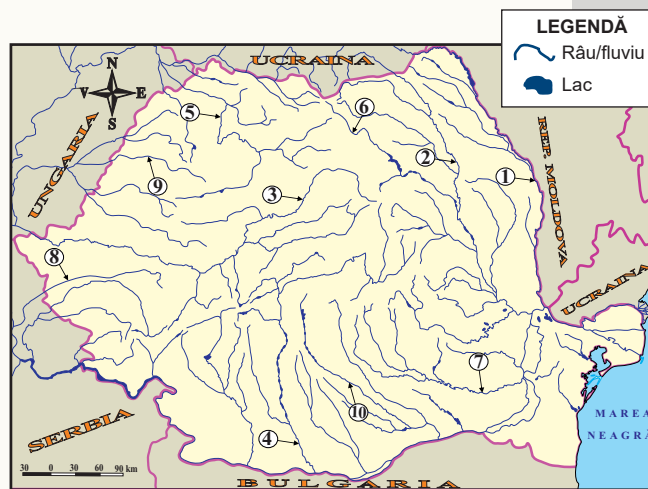 LEGENDĂ
Râu/fluviu
Lac
UCRAINA
N
V E
S
UNGARIA
REP. MOLDOVA
UCRAINA
5
6
2
1
9
3
8
7
10
4
MAREA
NEAGRĂ
SERBIA
30 0 30 60 90 km
BULGARIA